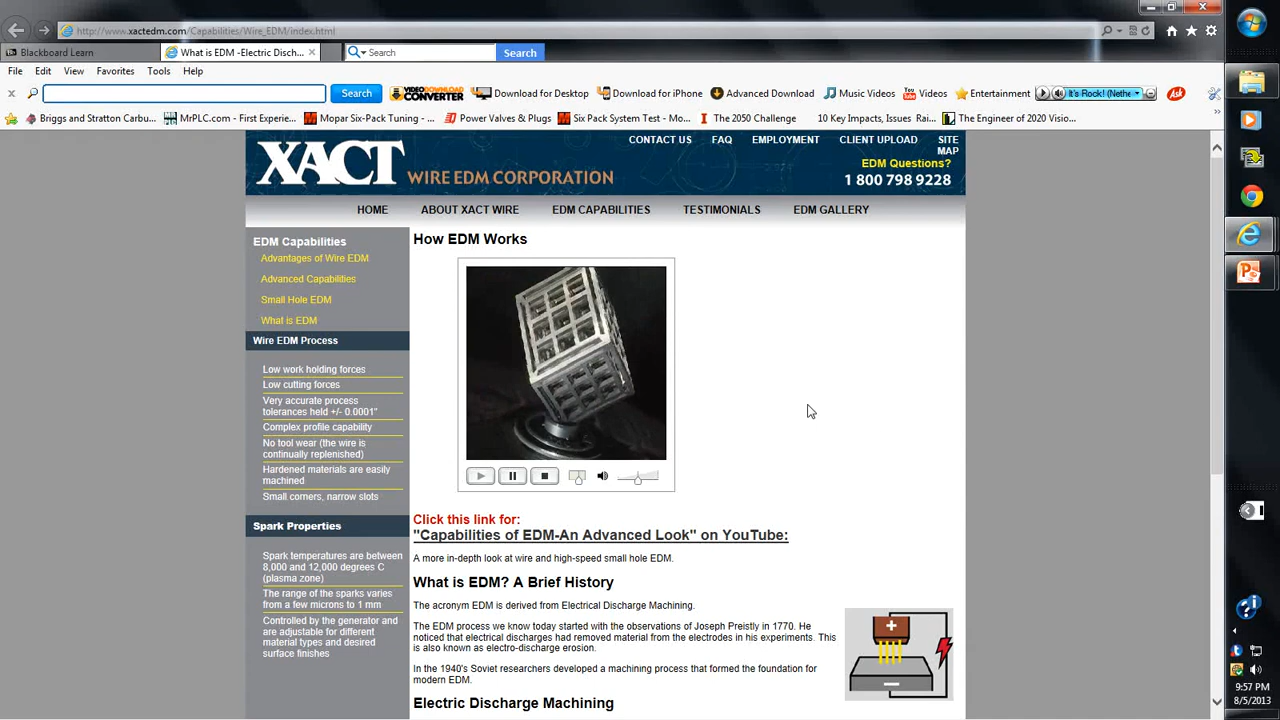 http://www.xactedm.com/Capabilities/Wire_EDM/index.html
Blackboard Learn
What is EDM -Electric Disch...
Search
Search
File Edit View Favorites Tools Help
Search
VIDEO DOWNLOAD CONVERTER
Download for Desktop
Download for iPhone
Advanced Download
Music Videos
You Tube Videos
Entertainment
It's Rock! (Nethe
Ask
Briggs and Stratton Carbu...
MrPLC.com - First Experie...
Mopar Six-Pack Tuning - ...
Power Valves & Plugs
Six Pack System Test - Mo...
The 2050 Challenge
10 Key Impacts, Issues Rai...
The Engineer of 2020 Visio...
CONTACT US FAQ EMPLOYMENT CLIENT UPLOAD SITE MAP
XACT WIRE EDM CORPORATION
EDM Questions?
1 800 798 9228
HOME ABOUT XACT WIRE EDM CAPABILITIES TESTIMONIALS EDM GALLERY
EDM Capabilities
Advantages of Wire EDM
Advanced Capabilities
Small Hole EDM
What is EDM
Wire EDM Process
Low work holding forces
Low cutting forces
Very accurate process
tolerances held +/- 0.0001"
Complex profile capability
No tool wear (the wire is
continually replenished)
Hardened materials are easily
machined
Small corners, narrow slots
Spark Properties
Spark temperatures are between
8,000 and 12,000 degrees C
(plasma zone)
The range of the sparks varies
from a few microns to 1 mm
Controlled by the generator and
are adjustable for different
material types and desired
surface finishes
How EDM Works
Click this link for:
"Capabilities of EDM-An Advanced Look" on YouTube:
A more in-depth look at wire and high-speed small hole EDM.
What is EDM? A Brief History
The acronym EDM is derived from Electrical Discharge Machining.
The EDM process we know today started with the observations of Joseph Preistly in 1770. He
noticed that electrical discharges had removed material from the electrodes in his experiments. This
is also known as electro-discharge erosion.
In the 1940's Soviet researchers developed a machining process that formed the foundation for
modern EDM.
Electric Discharge Machining
9:57 PM
8/5/2013